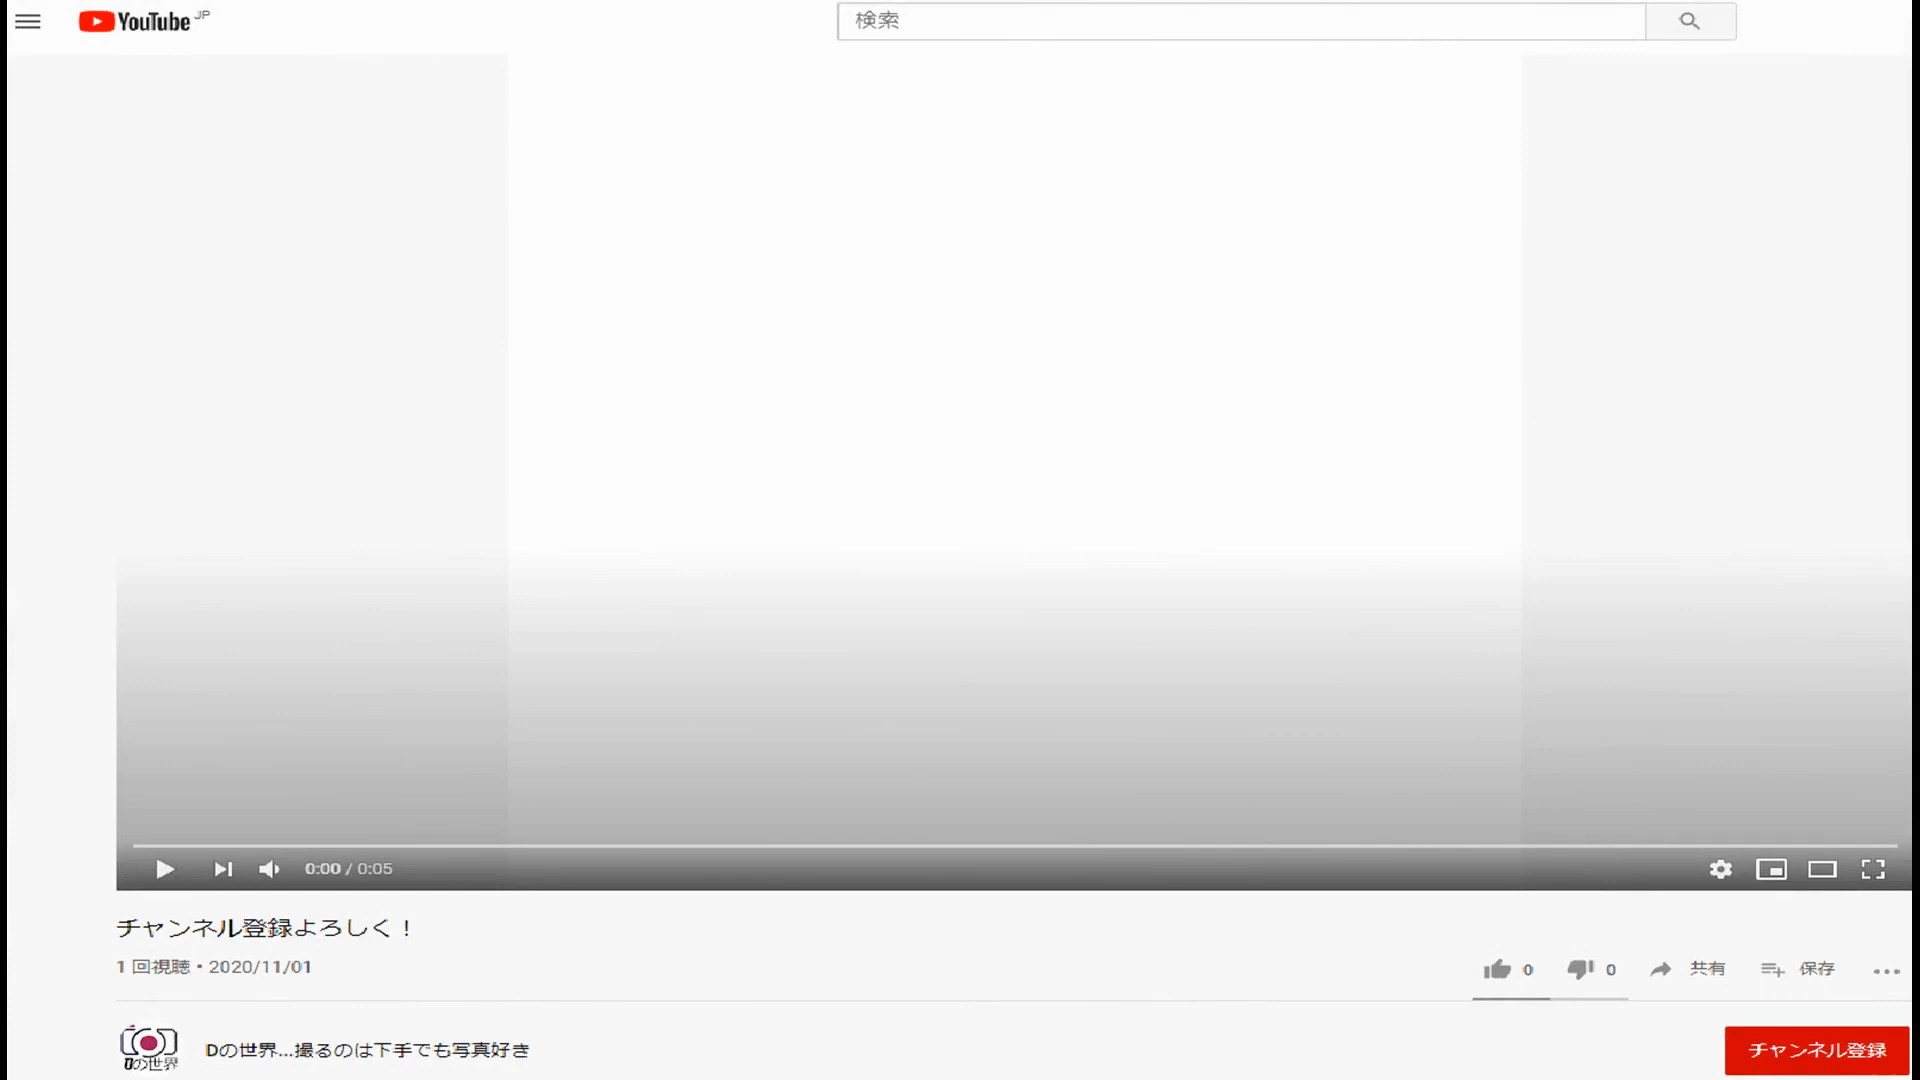 YouTube JP
検索
0:00 / 0:05
チャンネル登録よろしく！
1 回視聴・2020/11/01
0 0 共有 保存
Dの世界
Dの世界...撮るのは下手でも写真好き
チャンネル登録